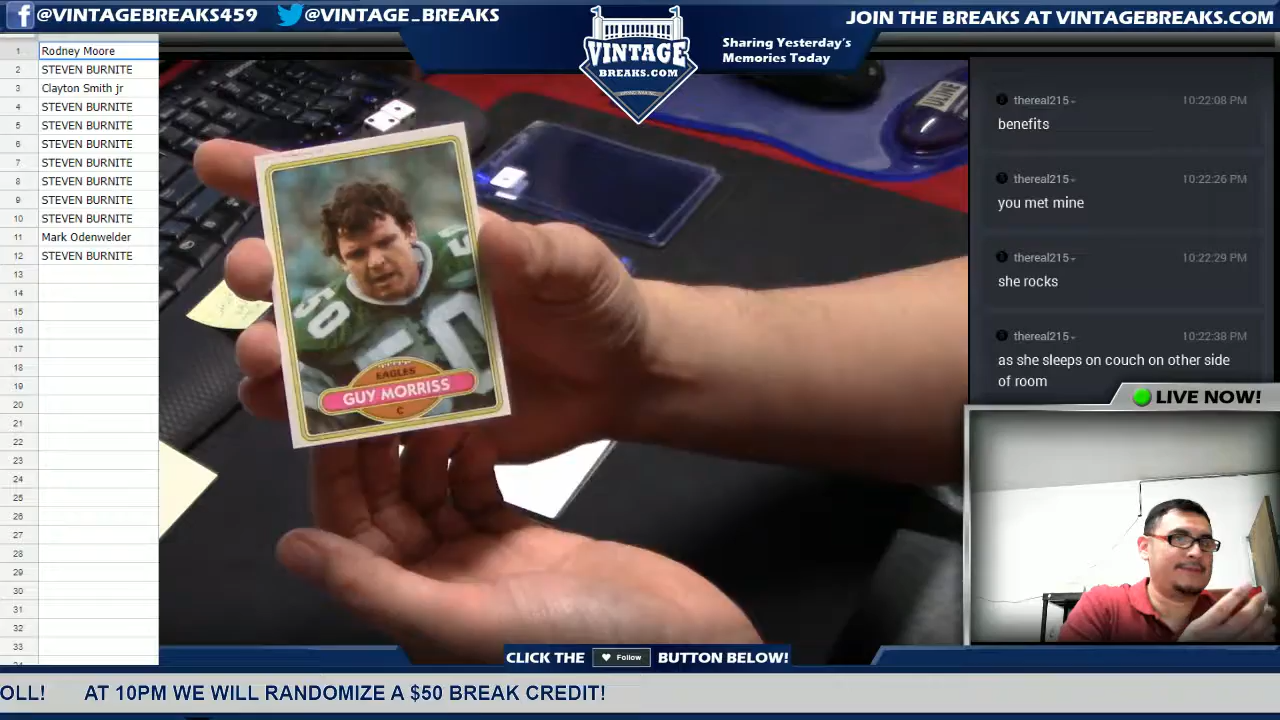 @VINTAGEBREAKS459 @VINTAGE_BREAKS
JOIN THE BREAKS AT VINTAGEBREAKS.COM
VINTAGE
BREAKS.COM
Sharing Yesterday's
Memories Today
1 Rodney Moore
2 STEVEN BURNITE
3 Clayton Smith jr
4 STEVEN BURNITE
5 STEVEN BURNITE
6 STEVEN BURNITE
7 STEVEN BURNITE
8 STEVEN BURNITE
9 STEVEN BURNITE
10 STEVEN BURNITE
11 Mark Odenwelder
12 STEVEN BURNITE
13
14
15
16
17
18
19
20
21
22
23
24
25
26
27
28
29
30
31
32
33
50
50
EAGLES
GUY MORRISS
C
thereal215 10:22:08 PM
benefits
thereal215 10:22:26 PM
you met mine
thereal215 10:22:29 PM
she rocks
thereal215 10:22:38 PM
as she sleeps on couch on other side
of room
LIVE NOW!
CLICK THE Follow BUTTON BELOW!
OLL! AT 10PM WE WILL RANDOMIZE A $50 BREAK CREDIT!